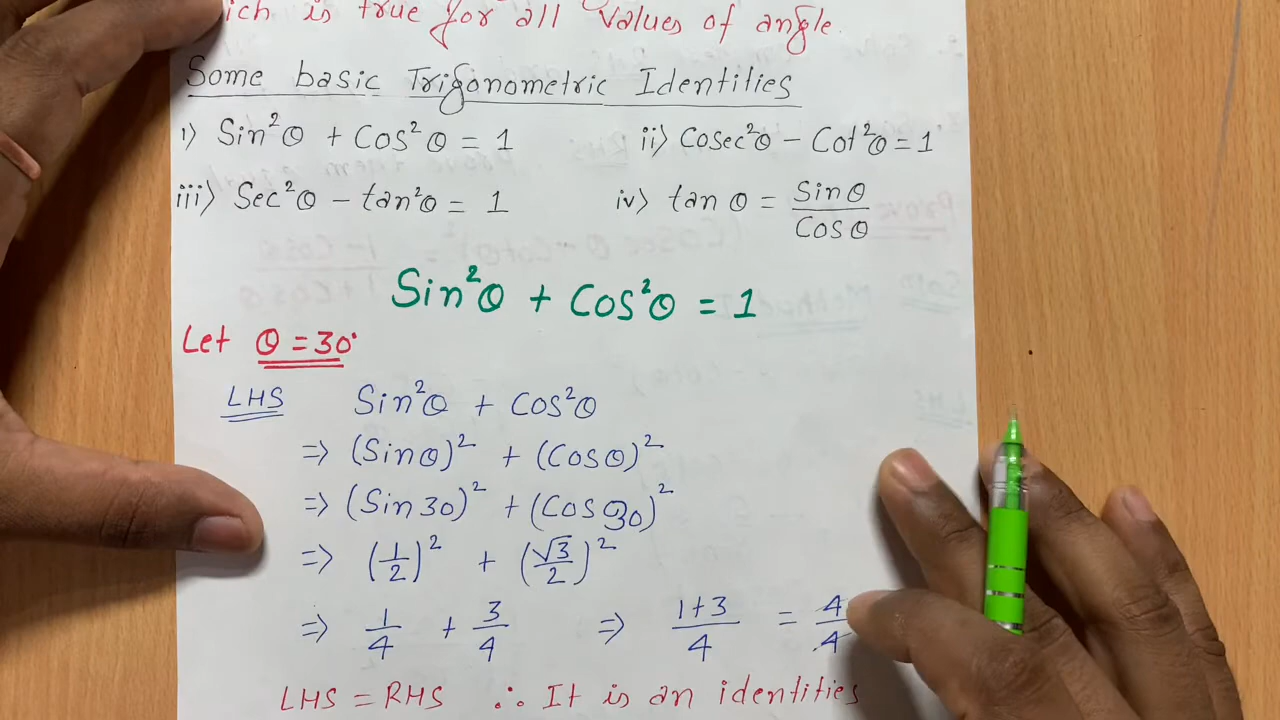 which is true for all values of angle.
Some basic Trigonometric Identities
i) Sin²θ + Cos²θ = 1 ii) Cosec²θ - Cot²θ = 1
iii) Sec²θ - tan²θ = 1 iv) tan θ = Sinθ/Cosθ
Sin²θ + Cos²θ = 1
Let θ = 30°
LHS Sin²θ + Cos²θ
⇒ (Sinθ)² + (Cosθ)²
⇒ (Sin30)² + (Cos30)²
⇒ (1/2)² + (√3/2)²
⇒ 1/4 + 3/4 ⇒ 1+3/4 = 4/4
LHS = RHS ∴ It is an identities